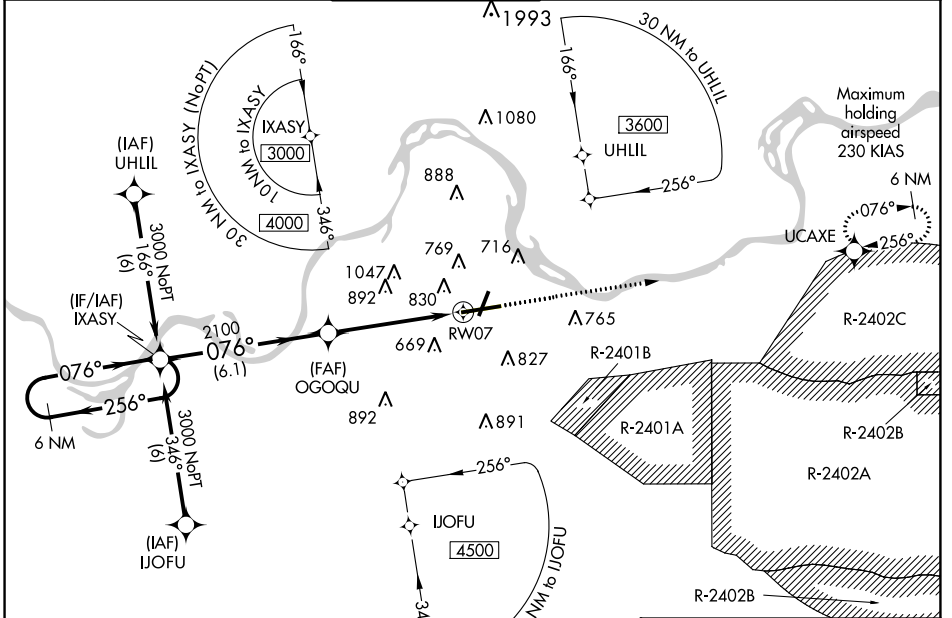 1993
166°
30 NM to IXASY (NoPT)
10NM to IXASY
IXASY
3000
4000
346°
30 NM to UHLIL
166°
3600
UHLIL
256°
Maximum
holding
airspeed
230 KIAS
6 NM
076°
256°
UCAXE
1080
888
769
716
1047
892
830
RW07
765
669
827
892
891
(IAF)
UHLIL
3000 NoPT
166°
(6)
(IF/IAF)
IXASY
2100
076°
(6.1)
(FAF)
OGOQU
076°
256°
6 NM
3000 NoPT
346°
(6)
(IAF)
IJOFU
R-2401B
R-2401A
R-2402C
R-2402B
R-2402A
R-2402B
256°
IJOFU
4500
NM to IJOFU
34